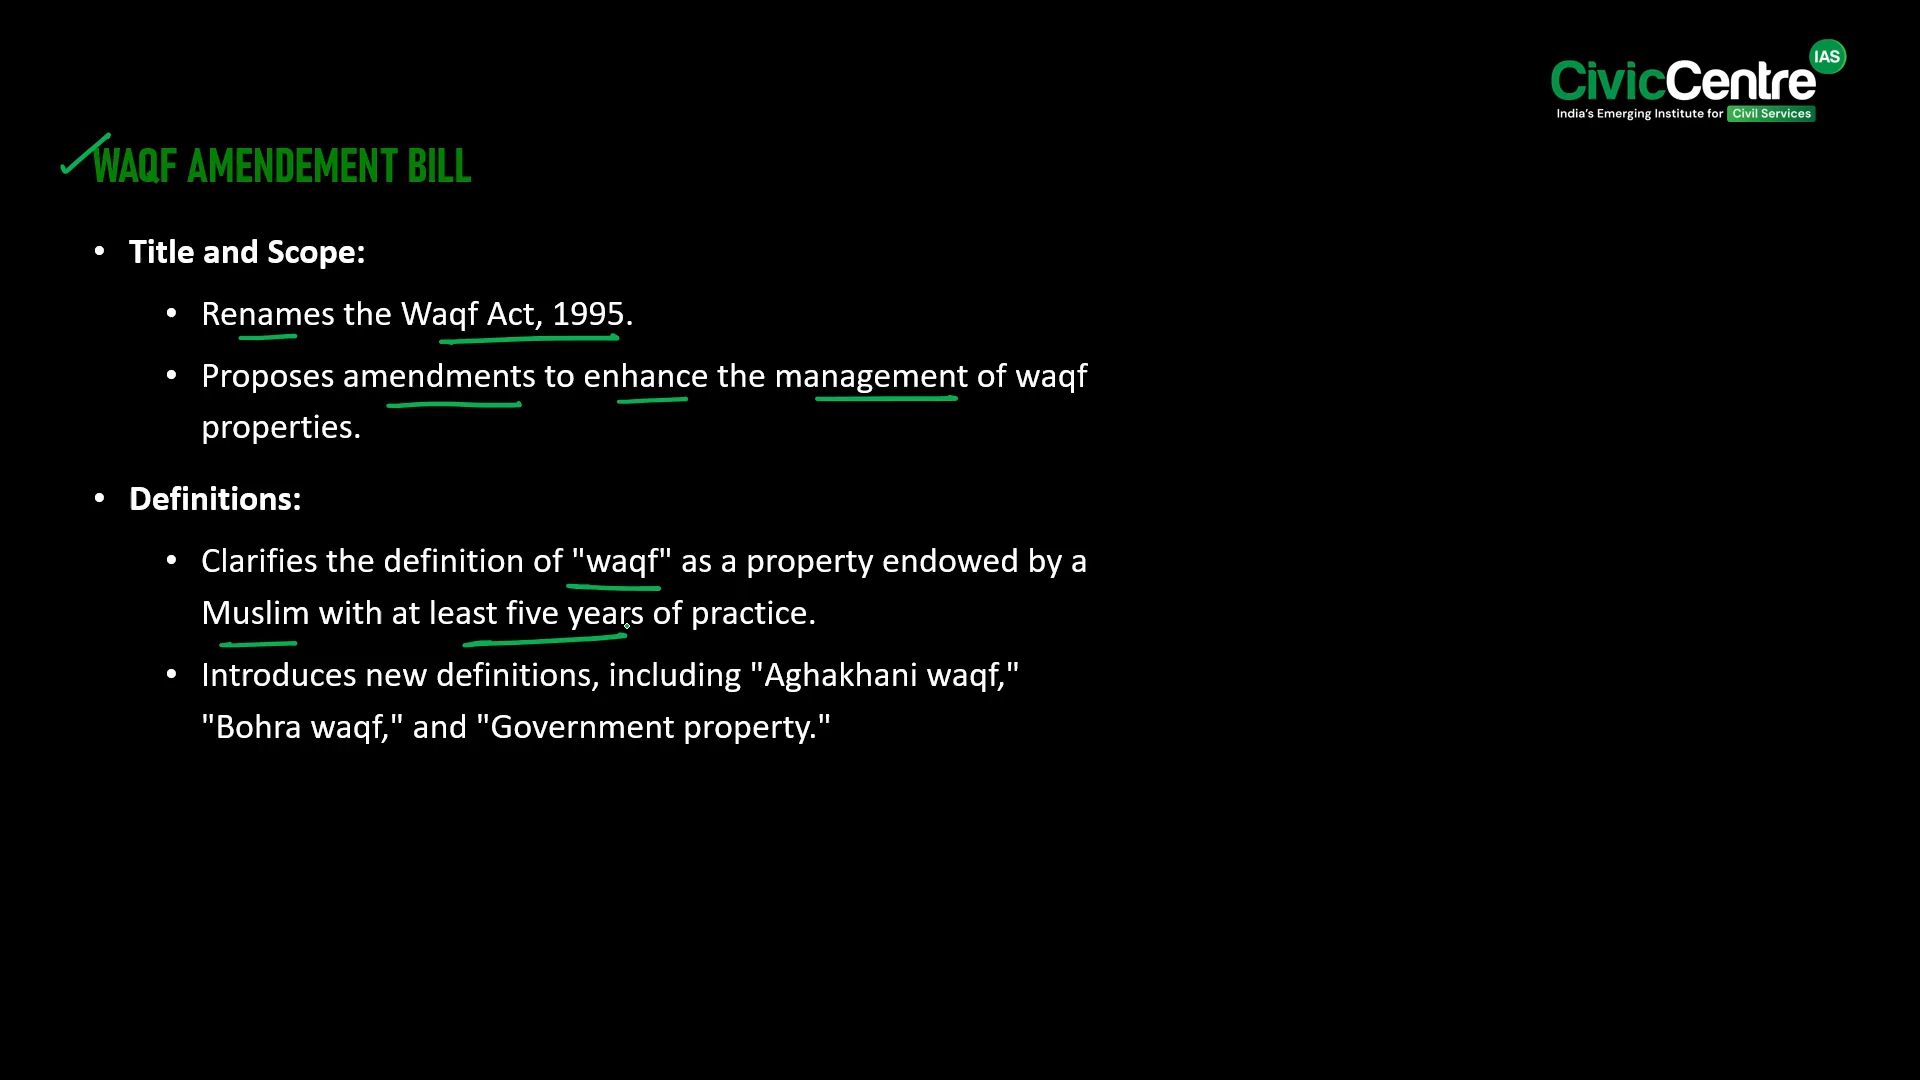 CivicCentre IAS
India's Emerging Institute for Civil Services
WAQF AMENDEMENT BILL
• Title and Scope:
• Renames the Waqf Act, 1995.
• Proposes amendments to enhance the management of waqf
properties.
• Definitions:
• Clarifies the definition of "waqf" as a property endowed by a
Muslim with at least five years of practice.
• Introduces new definitions, including "Aghakhani waqf,"
"Bohra waqf," and "Government property."